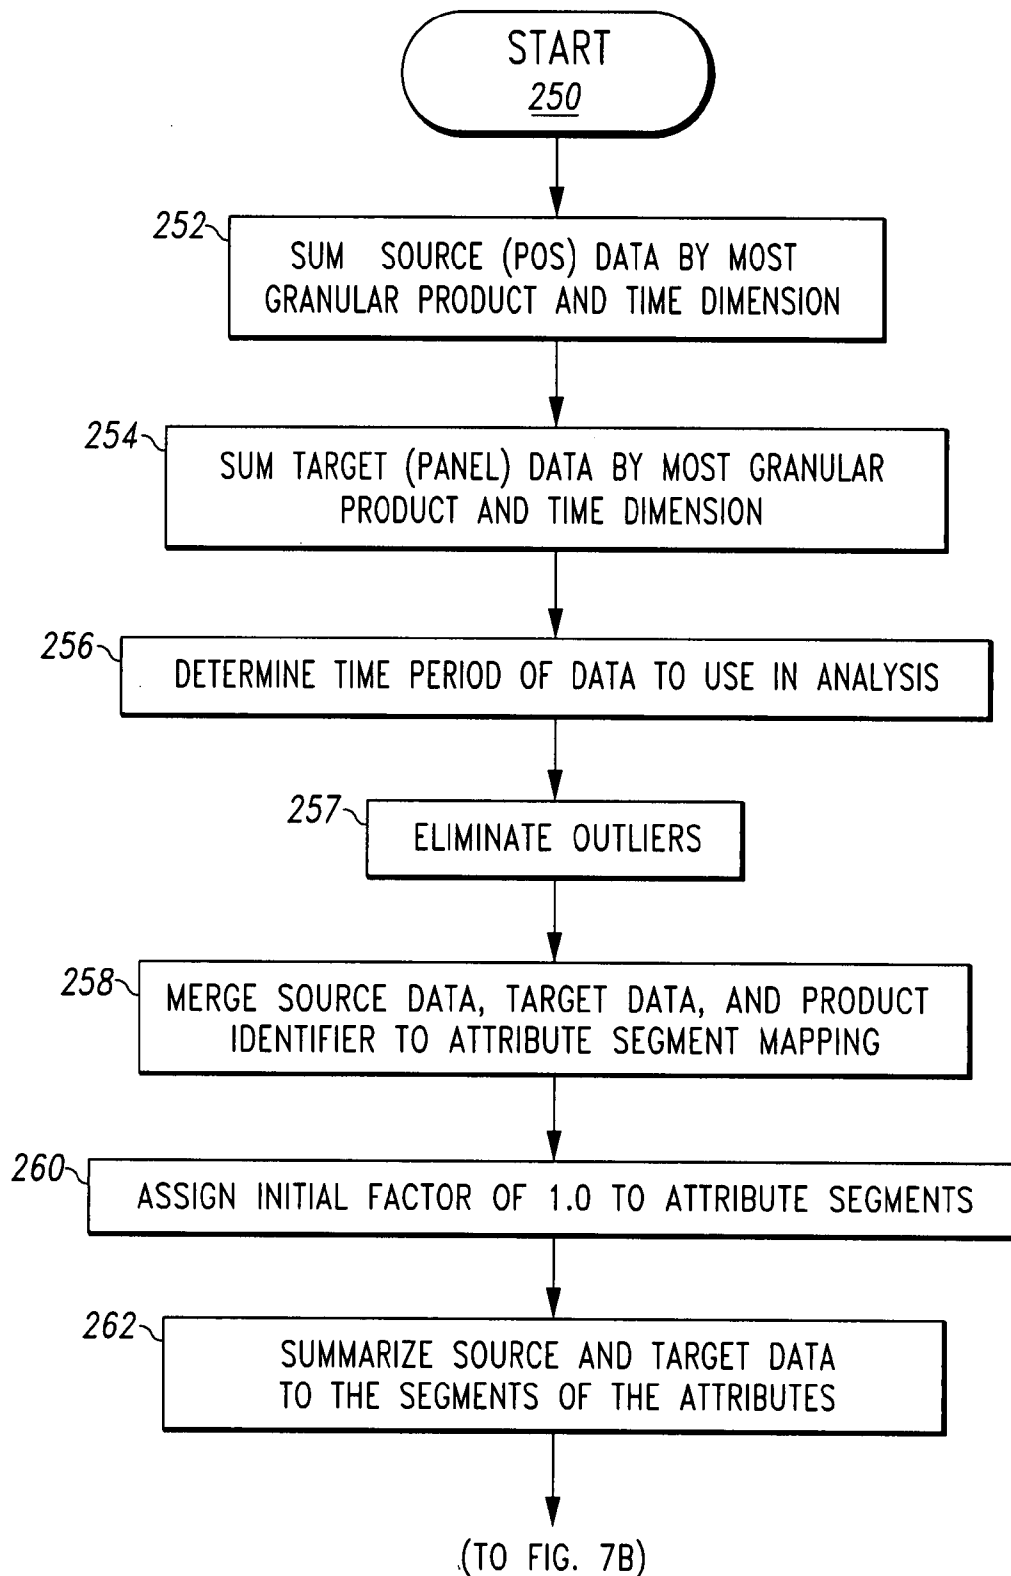 START
250
252
SUM SOURCE (POS) DATA BY MOST
GRANULAR PRODUCT AND TIME DIMENSION
254
SUM TARGET (PANEL) DATA BY MOST GRANULAR
PRODUCT AND TIME DIMENSION
256
DETERMINE TIME PERIOD OF DATA TO USE IN ANALYSIS
257
ELIMINATE OUTLIERS
258
MERGE SOURCE DATA, TARGET DATA, AND PRODUCT
IDENTIFIER TO ATTRIBUTE SEGMENT MAPPING
260
ASSIGN INITIAL FACTOR OF 1.0 TO ATTRIBUTE SEGMENTS
262
SUMMARIZE SOURCE AND TARGET DATA
TO THE SEGMENTS OF THE ATTRIBUTES
(TO FIG. 7B)